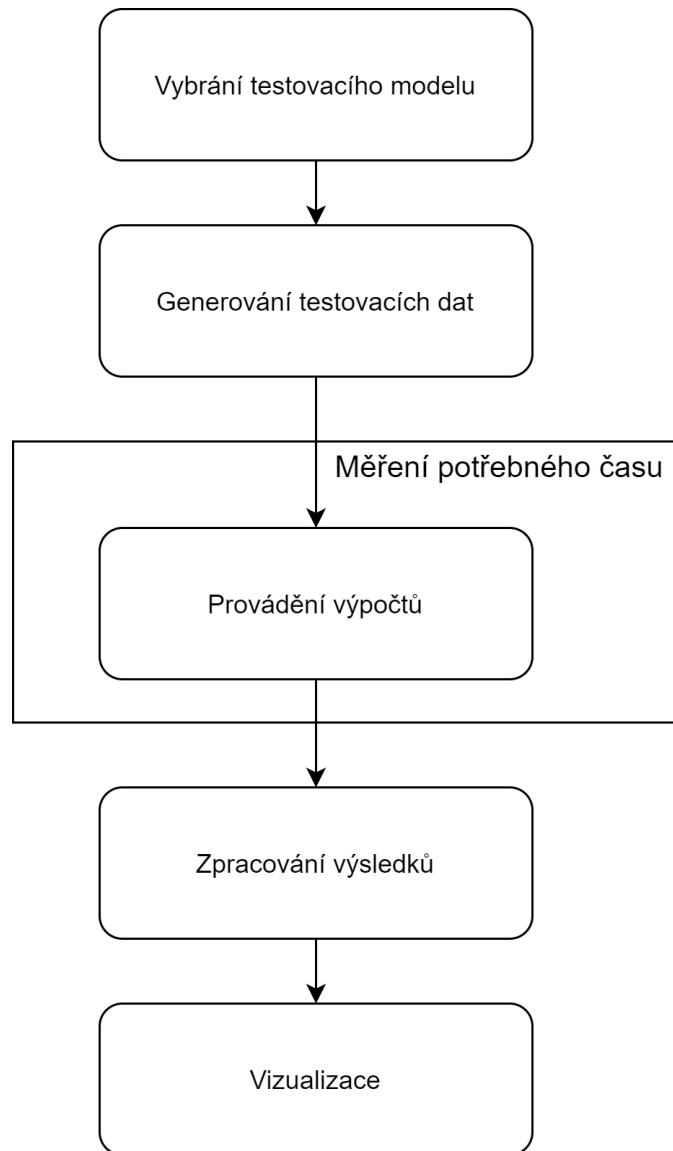 Vybrání testovacího modelu
Generování testovacích dat
Měření potřebného času
Provádění výpočtů
Zpracování výsledků
Vizualizace